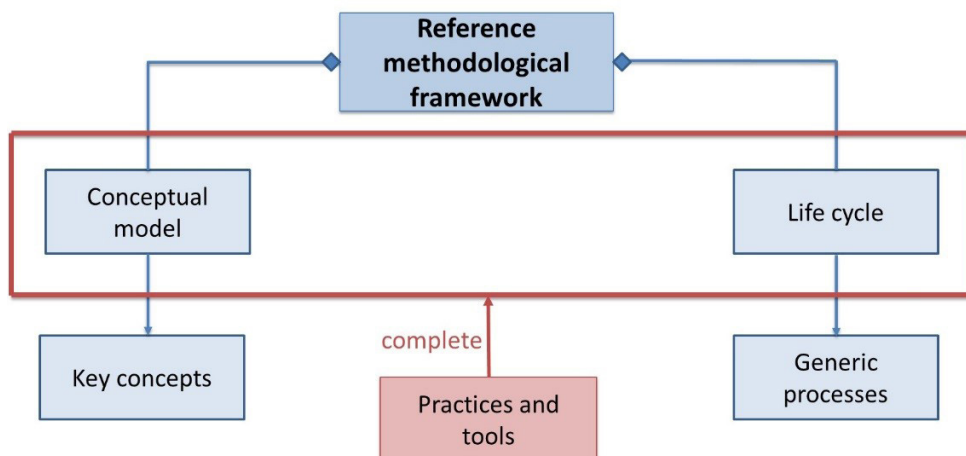 Reference
methodological
framework
Conceptual
model
Life cycle
Key concepts
complete
Generic
processes
Practices and
tools